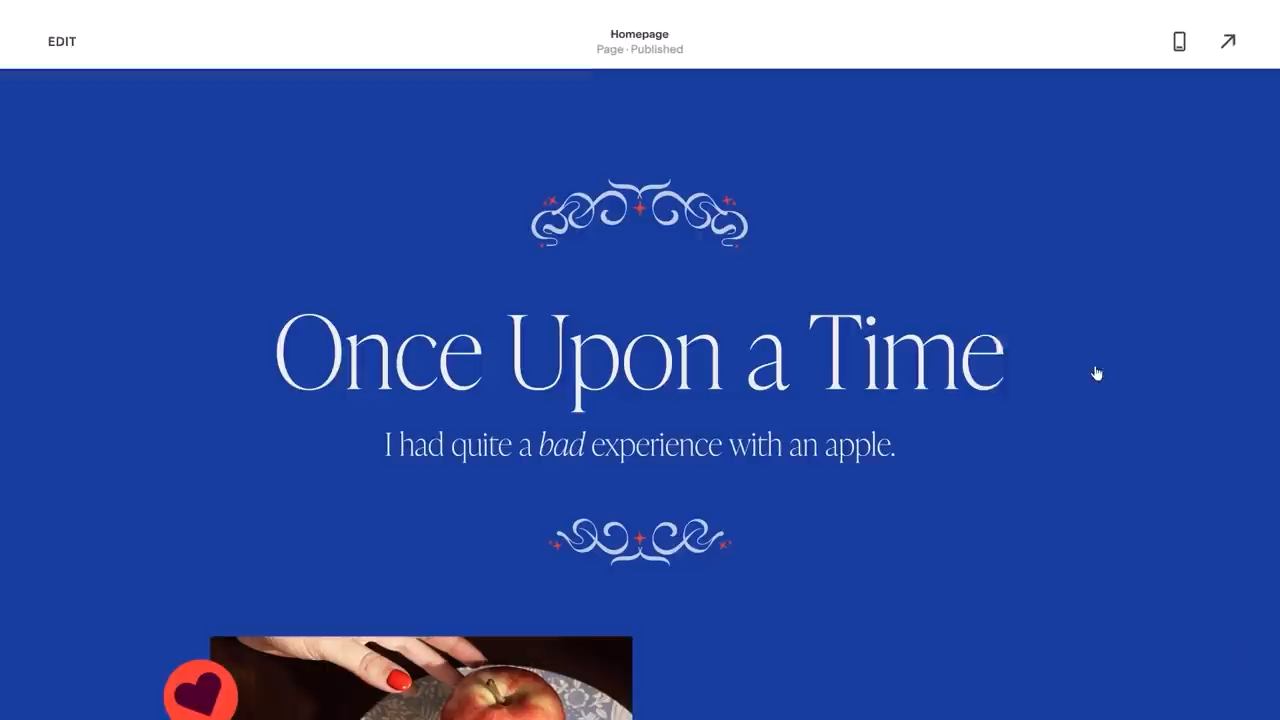 EDIT
Homepage
Page · Published
Once Upon a Time
I had quite a bad experience with an apple.